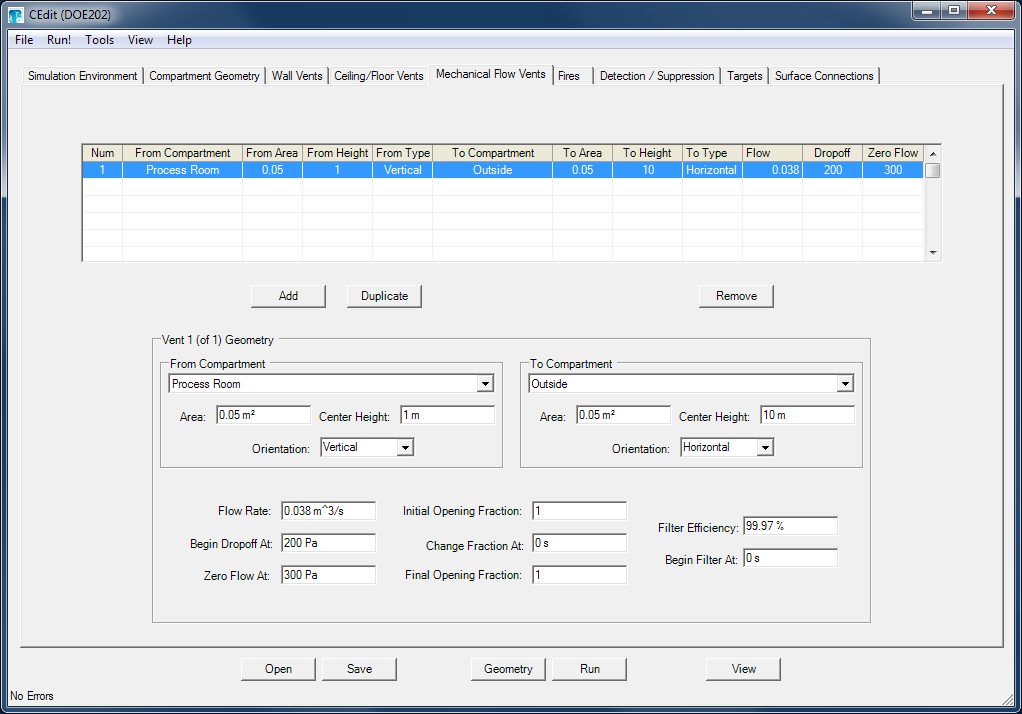 CEdit (DOE202)
File Run! Tools View Help
Simulation Environment Compartment Geometry Wall Vents Ceiling/Floor Vents Mechanical Flow Vents Fires Detection / Suppression Targets Surface Connections
Num From Compartment From Area From Height From Type To Compartment To Area To Height To Type Flow Dropoff Zero Flow
1 Process Room 0.05 1 Vertical Outside 0.05 10 Horizontal 0.038 200 300
Add Duplicate Remove
Vent 1 (of 1) Geometry
From Compartment To Compartment
Process Room Outside
Area: 0.05 m² Center Height: 1 m Area: 0.05 m² Center Height: 10 m
Orientation: Vertical Orientation: Horizontal
Flow Rate: 0.038 m^3/s Initial Opening Fraction: 1
Filter Efficiency: 99.97 %
Begin Dropoff At: 200 Pa Change Fraction At: 0 s
Begin Filter At: 0 s
Zero Flow At: 300 Pa Final Opening Fraction: 1
Open Save Geometry Run View
No Errors